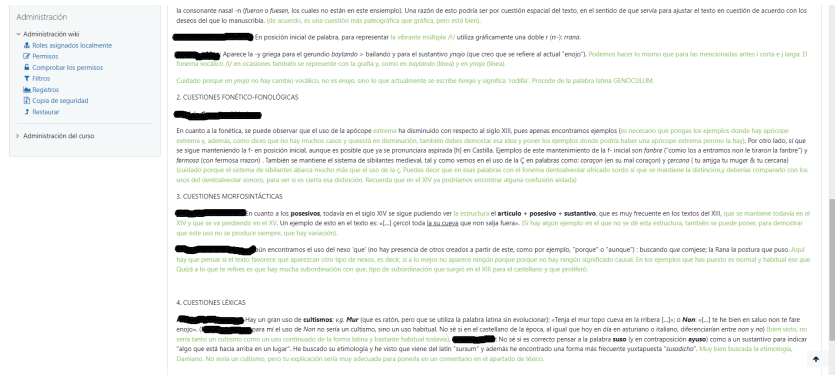 Administración
Administración wiki
Roles asignados localmente
Permisos
Comprobar los permisos
Filtros
Registros
Copia de seguridad
Restaurar
Administración del curso
la consonante nasal -n (fueron o fuesen, los cuales no están en este ensiemplo). Una razón de esto podría ser por cuestión espacial del texto, en el sentido de que servía para ajustar el texto en cuestión de acuerdo con los
deseos del que lo manuscribía. (de acuerdo, es una cuestión más paleográfica que gráfica, pero está bien).
En posición inicial de palabra, para representar la vibrante múltiple /r̄/ utiliza gráficamente una doble r (rr-): rrana.
Aparece la -y griega para el gerundio baylando > bailando y para el sustantivo ynojo (que creo que se refiere al actual "enojo"). Podemos hacer lo mismo que para las mencionadas antes i corta e j larga: El
fonema vocálico /i/ en ocasiones también se representa con la grafía y, como en baylando (línea) y en ynojo (línea).
Cuidado porque en ynojo no hay cambio vocálico, no es enojo, sino lo que actualmente se escribe hinojo y significa 'rodilla'. Procede de la palabra latina GENOCULUM.
2. CUESTIONES FONÉTICO-FONOLÓGICAS
En cuanto a la fonética, se puede observar que el uso de la apócope extrema ha disminuido con respecto al siglo XIII, pues apenas encontramos ejemplos (es necesario que pongas los ejemplos donde hay apócope
extrema y, además, como dices que no hay muchos casos y queestá en disminución, también debes demostrar esa idea y poner los ejemplos donde podría haber una apócope extrema perono la hay). Por otro lado, sí que
se sigue manteniendo la f- en posición inicial, aunque es posible que ya se pronunciara aspirada [h] en Castilla. Ejemplos de este mantenimiento de la f- inicial son fanbre ("comio los a entramos non le tiraron la fanbre") y
fermosa (con fermosa rrazon) . También se mantiene el sistema de sibilantes medieval, tal y como vemos en el uso de la Ç en palabras como: coraçon (en su mal coraçon) y çercana ( tu amiga tu muger & tu cercana)
(cuidado porque el sistema de sibilantes abarca mucho más que el uso de la ç. Puedes decir que en esas palabras con el fonema dentoalveolar africado sordo sí que se mantiene la distinción,y deberías compararlo con los
usos del dentoalveolar sonoro, para ver si es cierta esa distinción. Recuerda que en el XIV ya podríamos encontrar alguna confusión aislada)
3. CUESTIONES MORFOSINTÁCTICAS
En cuanto a los posesivos, todavía en el siglo XIV se sigue pudiendo ver la estructura el artículo + posesivo + sustantivo, que es muy frecuente en los textos del XIII, que se mantiene todavía en el
XIV y que se va perdiendo en el XV. Un ejemplo de esto en el texto es: «[...] çercol toda la su cueva que non salja fuera». (Si hay algún ejemplo en el que no se dé esta estructura, también se puede poner, para demostrar
que este uso no se produce siempre, que hay variación).
aún encontramos el uso del nexo 'que' (no hay presencia de otros creados a partir de este, como por ejemplo, "porque" o "aunque") : buscando que comjese; la Rana la postura que puso. Aquí
hay que pensar si el texto favorece que aparezcan otro tipo de nexos, es decir, si a lo mejor no aparece ningún porque porque no hay ningún significado causal. En los ejemplos que has puesto es normal y habitual ese que.
Quizá a lo que te refires es que hay mucha subordinación con que, tipo de subordinación que surgió en el XIII para el castellano y que proliferó.
4. CUESTIONES LÉXICAS
Hay un gran uso de cultismos: v.g. Mur (que es ratón, pero que se utiliza la palabra latina sin evolucionar): «Tenja el mur topo cueva en la rribera [...]»; o Non: «[...] te he bien en saluo non te fare
enojo». ( para mí el uso de Non no sería un cultismo, sino un uso habitual. No sé si en el castellano de la época, al igual que hoy en día en asturiano o italiano, diferenciarían entre non y no) (bien visto, no
sería tanto un cultismo como un uso continuado de la forma latina y bastante habitual todavía). : No sé si es correcto pensar a la palabra suso (y en contraposición ayuso) como a un sustantivo para indicar
"algo que está hacia arriba en un lugar". He buscado su etimología y he visto que viene del latín "sursum" y además he encontrado una forma más frecuente yuxtapuesta "susodicho". Muy bien buscada la etimología,
Damiano. No sería un cultismo, pero tu explicación sería muy adecuada para ponerla en un comentario en el apartado de léxico.